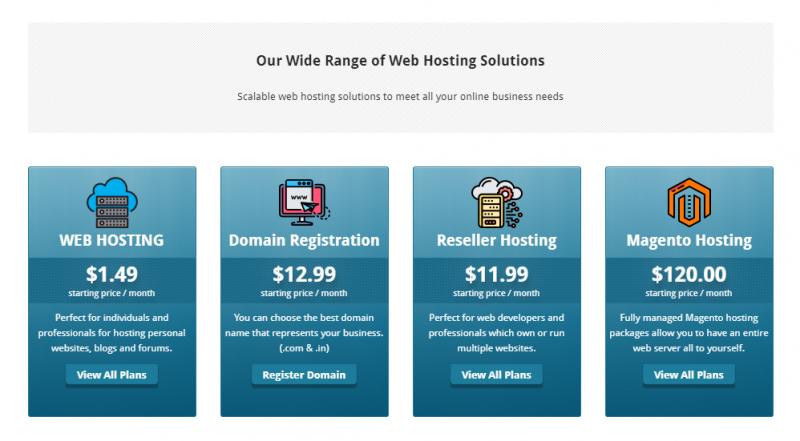 Our Wide Range of Web Hosting Solutions
Scalable web hosting solutions to meet all your online business needs
WEB HOSTING
$1.49
starting price / month
Perfect for individuals and
professionals for hosting personal
websites, blogs and forums.
View All Plans
www
Domain Registration
$12.99
starting price / month
You can choose the best domain
name that represents your business.
(.com & .in)
Register Domain
Reseller Hosting
$11.99
starting price / month
Perfect for web developers and
professionals which own or run
multiple websites.
View All Plans
Magento Hosting
$120.00
starting price / month
Fully managed Magento hosting
packages allow you to have an entire
web server all to yourself.
View All Plans